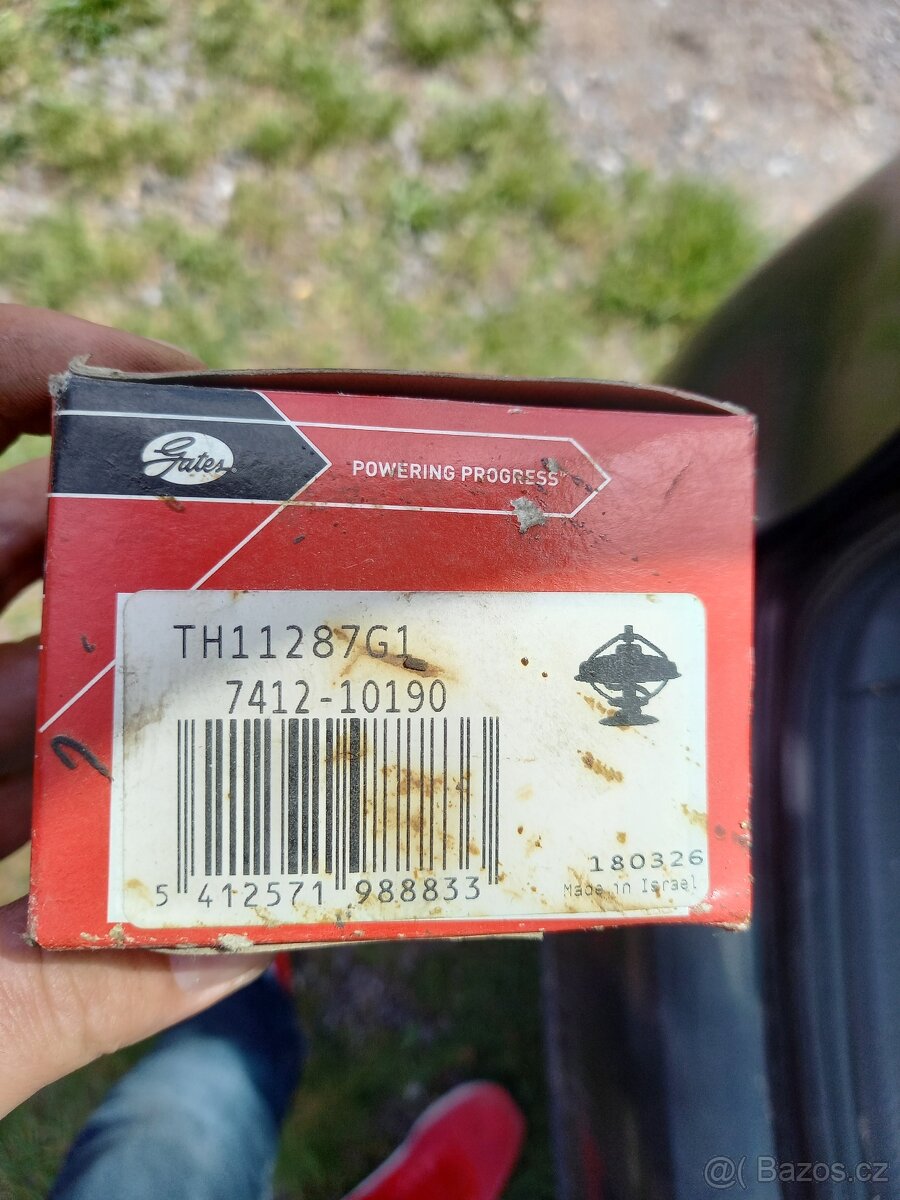 Gates
POWERING PROGRESS
TH11287G1
7412-10190
5 412571 988833
180326
Made in Israel
@( Bazos.cz